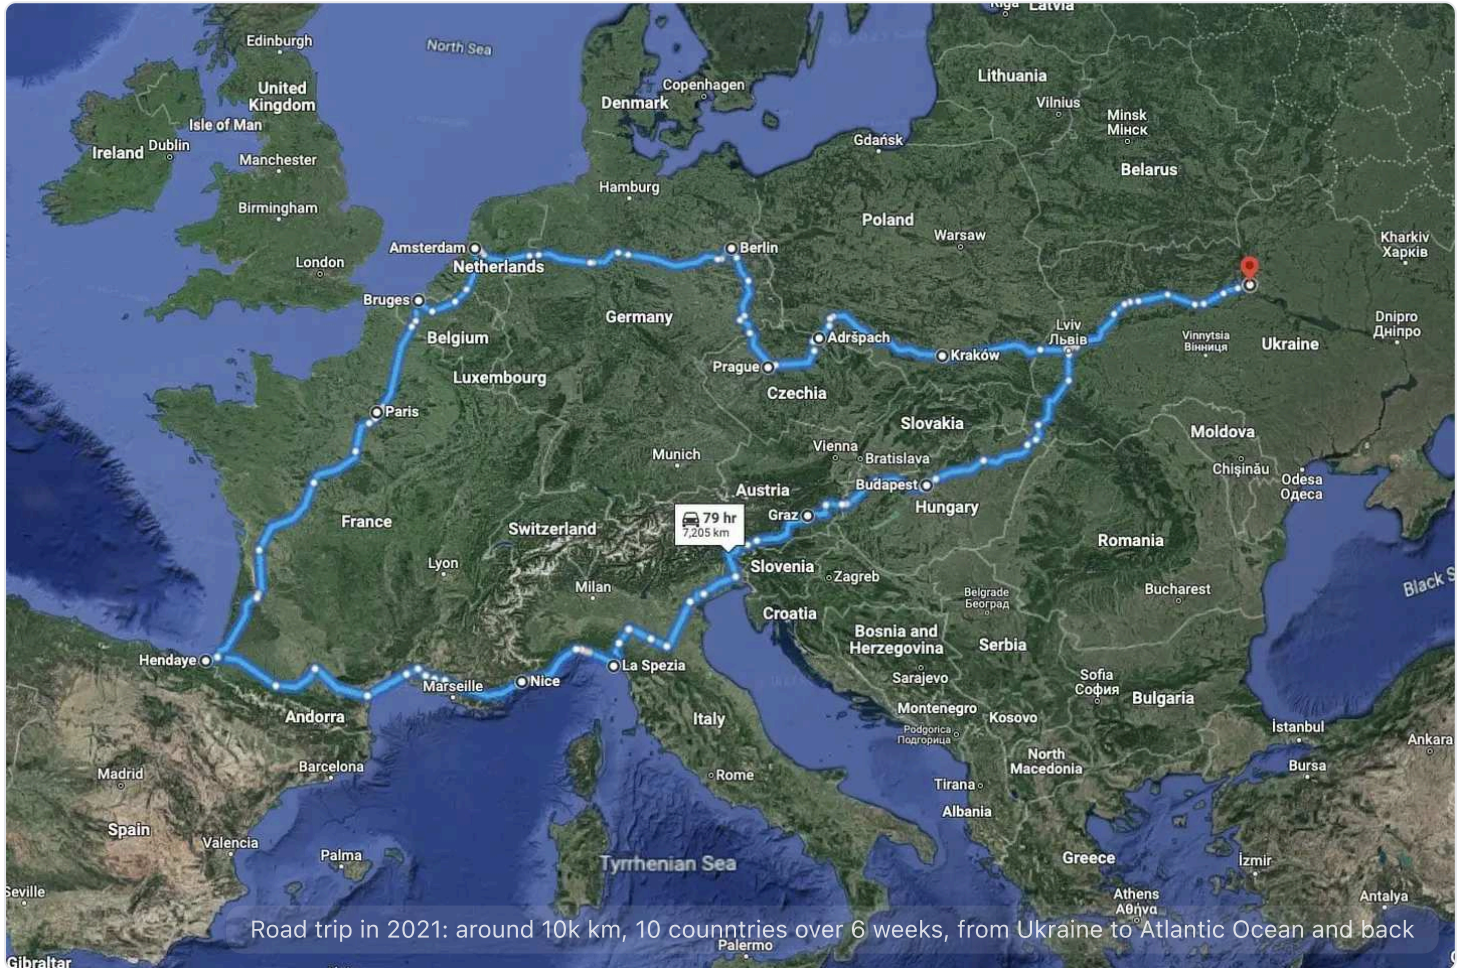 Riga
Latvia
Edinburgh
North Sea
United
Kingdom
Isle of Man
Ireland
Dublin
Manchester
Birmingham
London
Copenhagen
Denmark
Hamburg
Gdańsk
Lithuania
Vilnius
Minsk
Мінск
Belarus
Poland
Warsaw
Kharkiv
Харків
Amsterdam
Netherlands
Berlin
Bruges
Belgium
Germany
Luxembourg
Adršpach
Prague
Czechia
Kraków
Lviv
Львів
Vinnytsia
Вінниця
Ukraine
Dnipro
Дніпро
Paris
Slovakia
Moldova
Vienna
Bratislava
Munich
Chișinău
Odesa
Одеса
Budapest
Austria
Graz
Hungary
France
Switzerland
79 hr
7,205 km
Romania
Lyon
Milan
Slovenia
Zagreb
Croatia
Belgrade
Београд
Bucharest
Black S
Bosnia and
Herzegovina
Serbia
Hendaye
Marseille
Nice
La Spezia
Sarajevo
Sofia
София
Bulgaria
Andorra
Italy
Montenegro
Kosovo
Podgorica
Подгорица
İstanbul
Ankara
Madrid
Barcelona
Rome
North
Macedonia
Bursa
Tirana
Albania
Spain
Valencia
Palma
Tyrrhenian Sea
Greece
İzmir
Seville
Athens
Αθήνα
Antalya
Road trip in 2021: around 10k km, 10 counntries over 6 weeks, from Ukraine to Atlantic Ocean and back
Palermo
Gibraltar